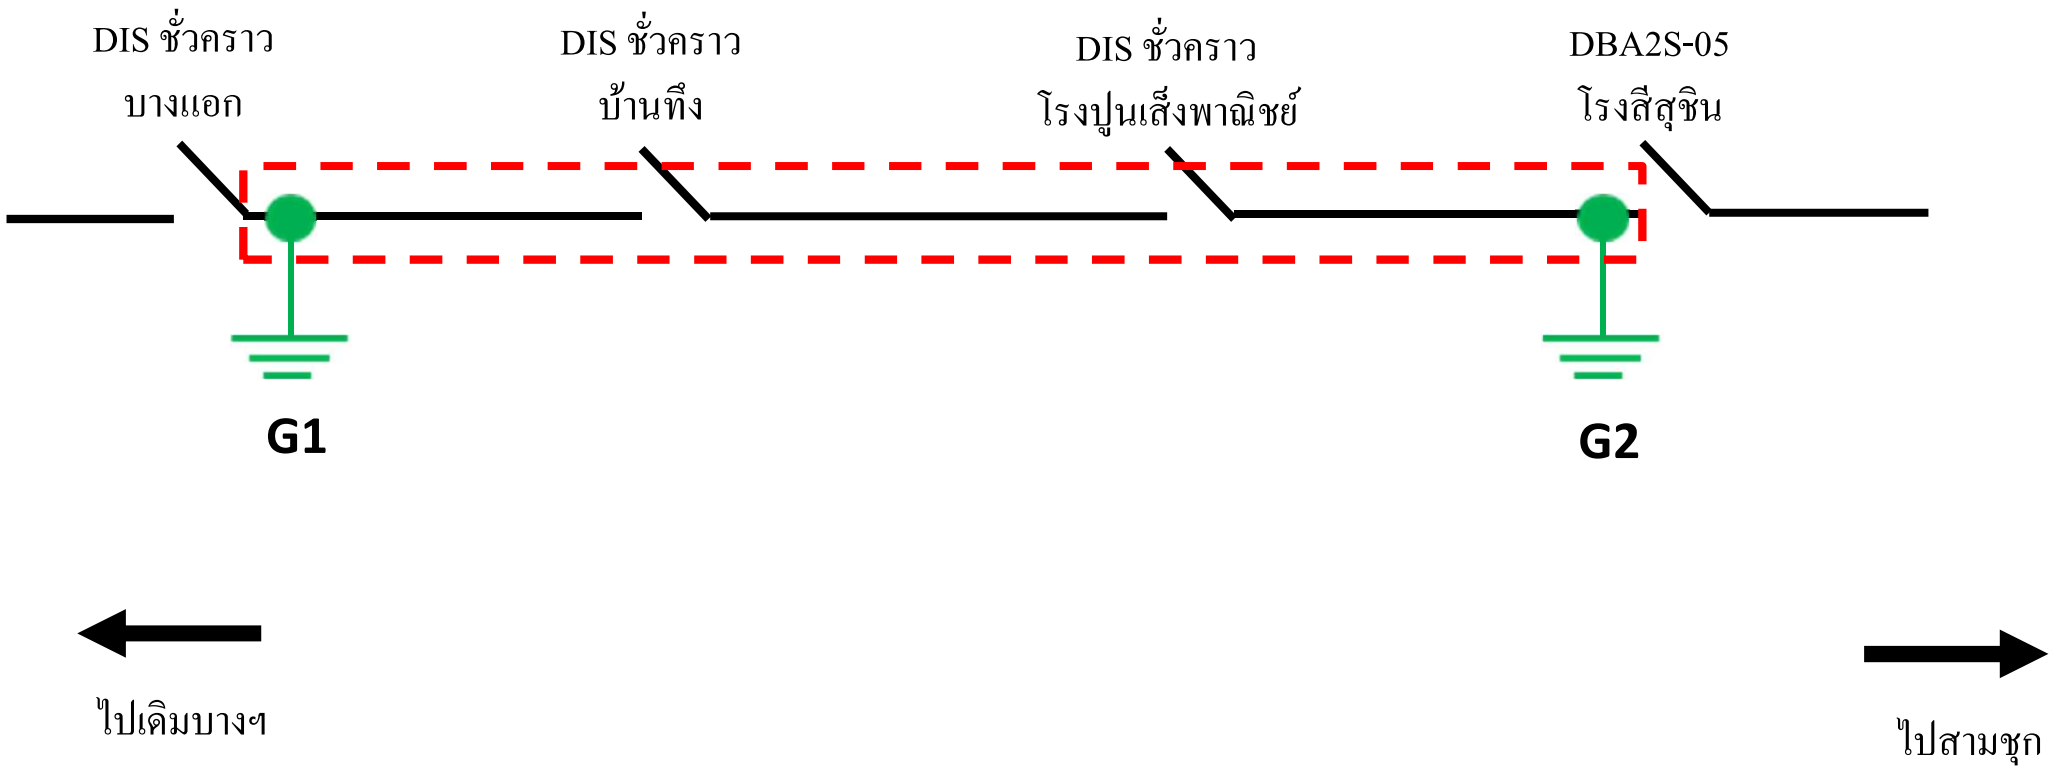 DIS ชั่วคราว
บางแอก
DIS ชั่วคราว
บ้านทึง
DIS ชั่วคราว
โรงปูนเส็งพาณิชย์
DBA2S-05
โรงสีสุชิน
G1
G2
ไปเดิมบางฯ
ไปสามชุก